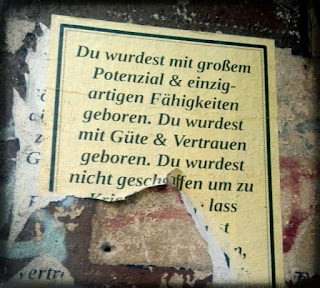 Du wurdest mit großem
Potenzial & einzig-
artigen Fähigkeiten
geboren. Du wurdest
mit Güte & Vertrauen
geboren. Du wurdest
nicht geschaffen um zu
lass